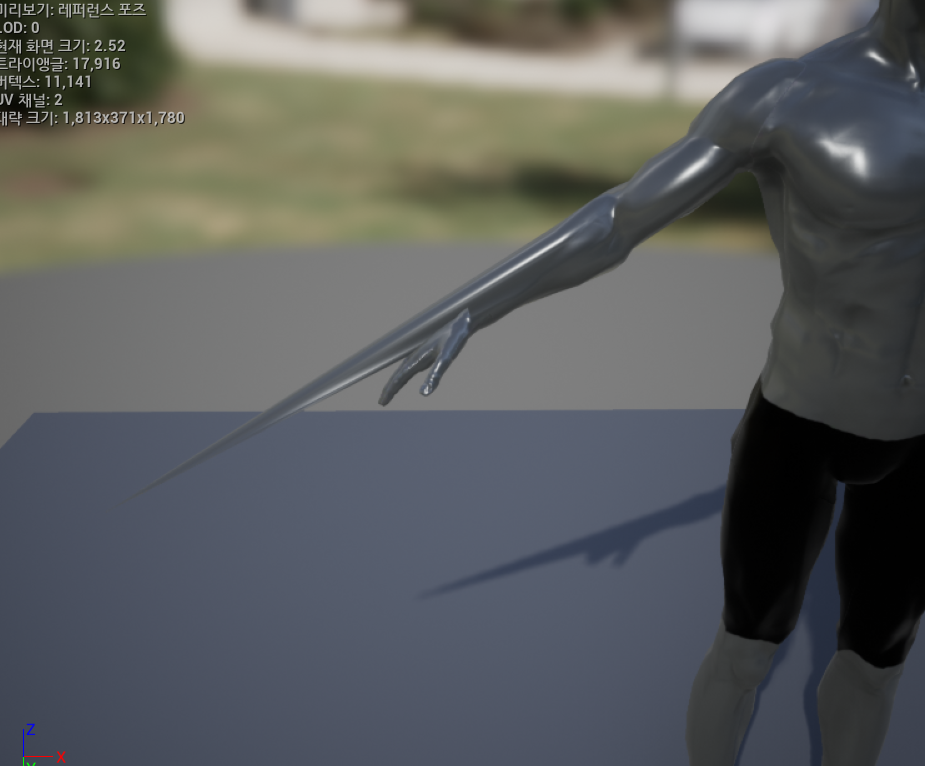 미리보기: 레퍼런스 포즈
LOD: 0
현재 화면 크기: 2.52
트라이앵글: 17,916
버텍스: 11,141
UV 채널: 2
대략 크기: 1,813x371x1,780
Z
X
Y